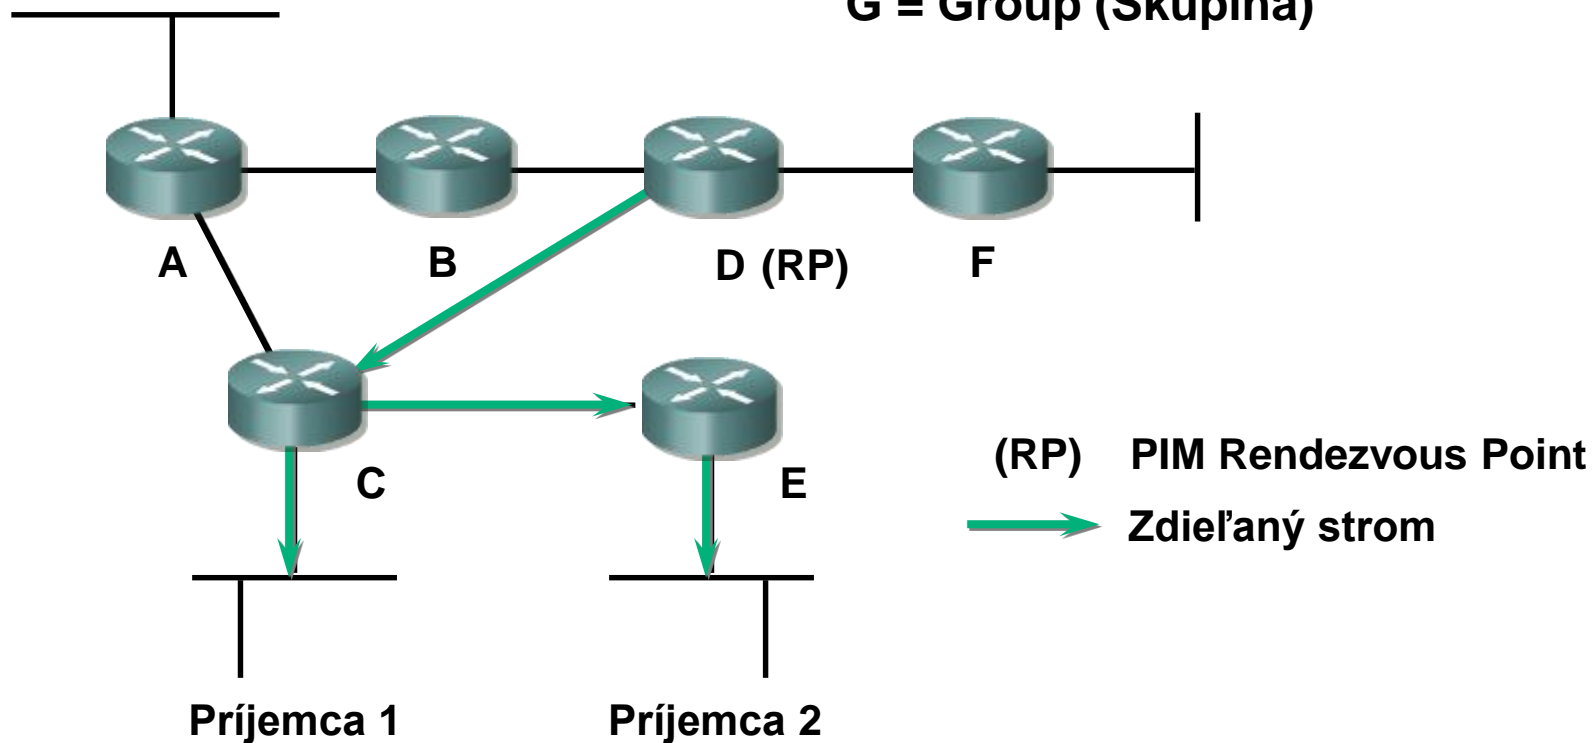 G = Group (Skupina)
A
B
D (RP)
F
C
E
(RP) PIM Rendezvous Point
Zdieľaný strom
Príjemca 1
Príjemca 2